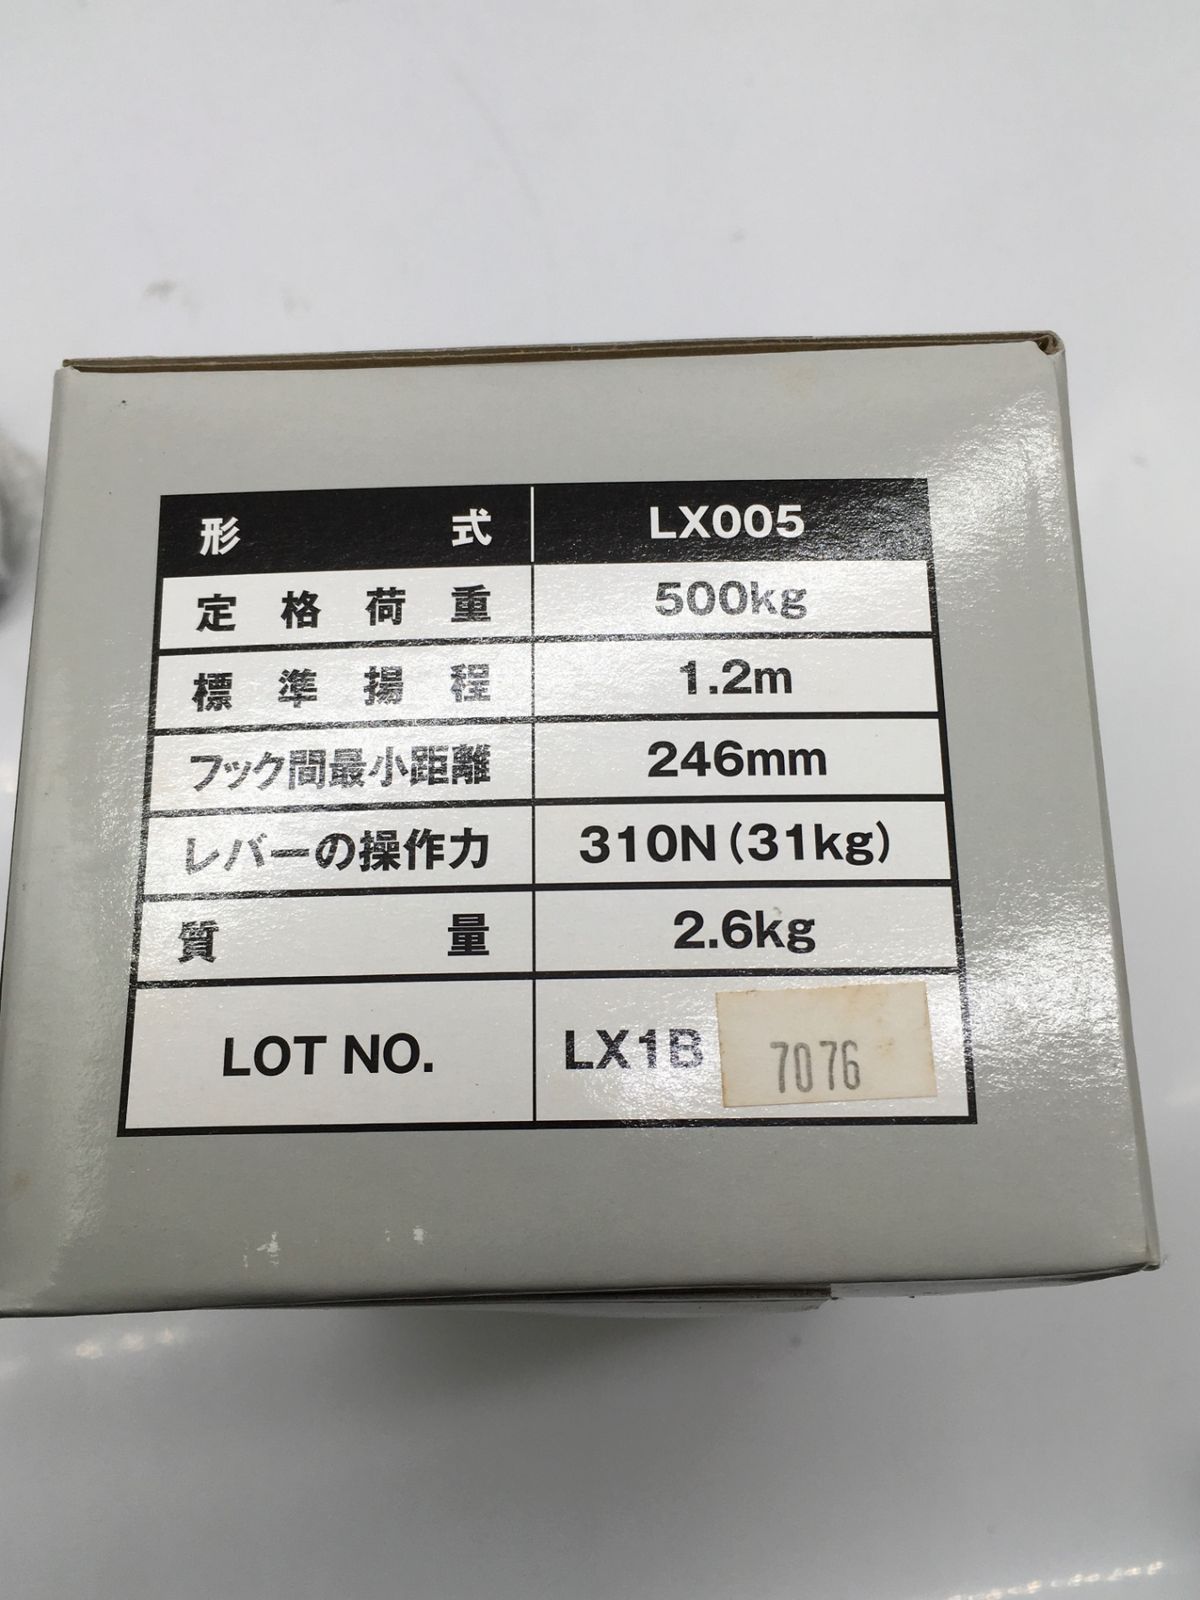 形式 LX005
定格荷重 500kg
標準揚程 1.2m
フック間最小距離 246mm
レバーの操作力 310N(31kg)
質量 2.6kg
LOT NO. LX1B 7076